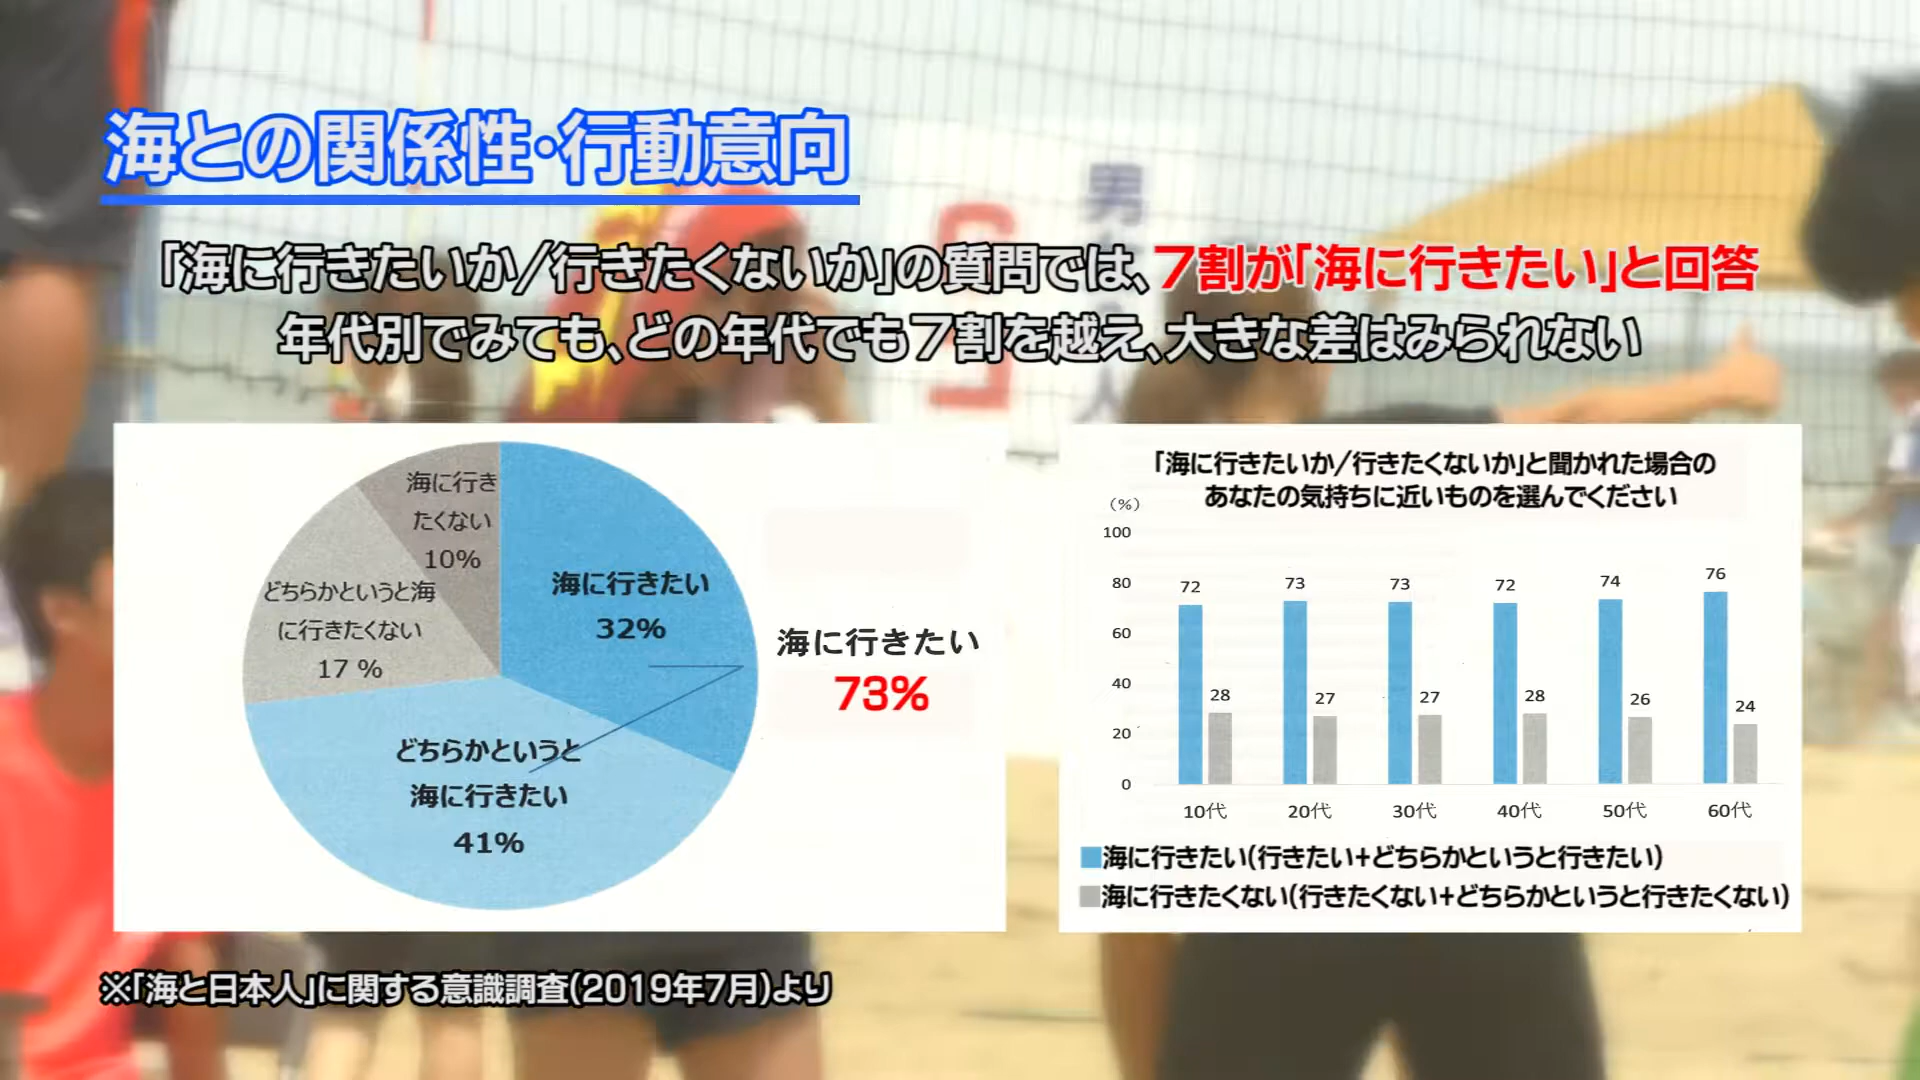 海との関係性・行動意向
「海に行きたいか/行きたくないか」の質問では、7割が「海に行きたい」と回答
年代別でみても、どの年代でも7割を越え、大きな差はみられない
海に行き
たくない
10%
どちらかというと海
に行きたくない
17 %
海に行きたい
32%
どちらかというと
海に行きたい
41%
海に行きたい
73%
「海に行きたいか/行きたくないか」と聞かれた場合の
あなたの気持ちに近いものを選んでください
(%)
100
80
60
40
20
0
72 28
73 27
73 27
72 28
74 26
76 24
10代 20代 30代 40代 50代 60代
海に行きたい(行きたい+どちらかというと行きたい)
海に行きたくない(行きたくない+どちらかというと行きたくない)
※「海と日本人」に関する意識調査(2019年7月)より